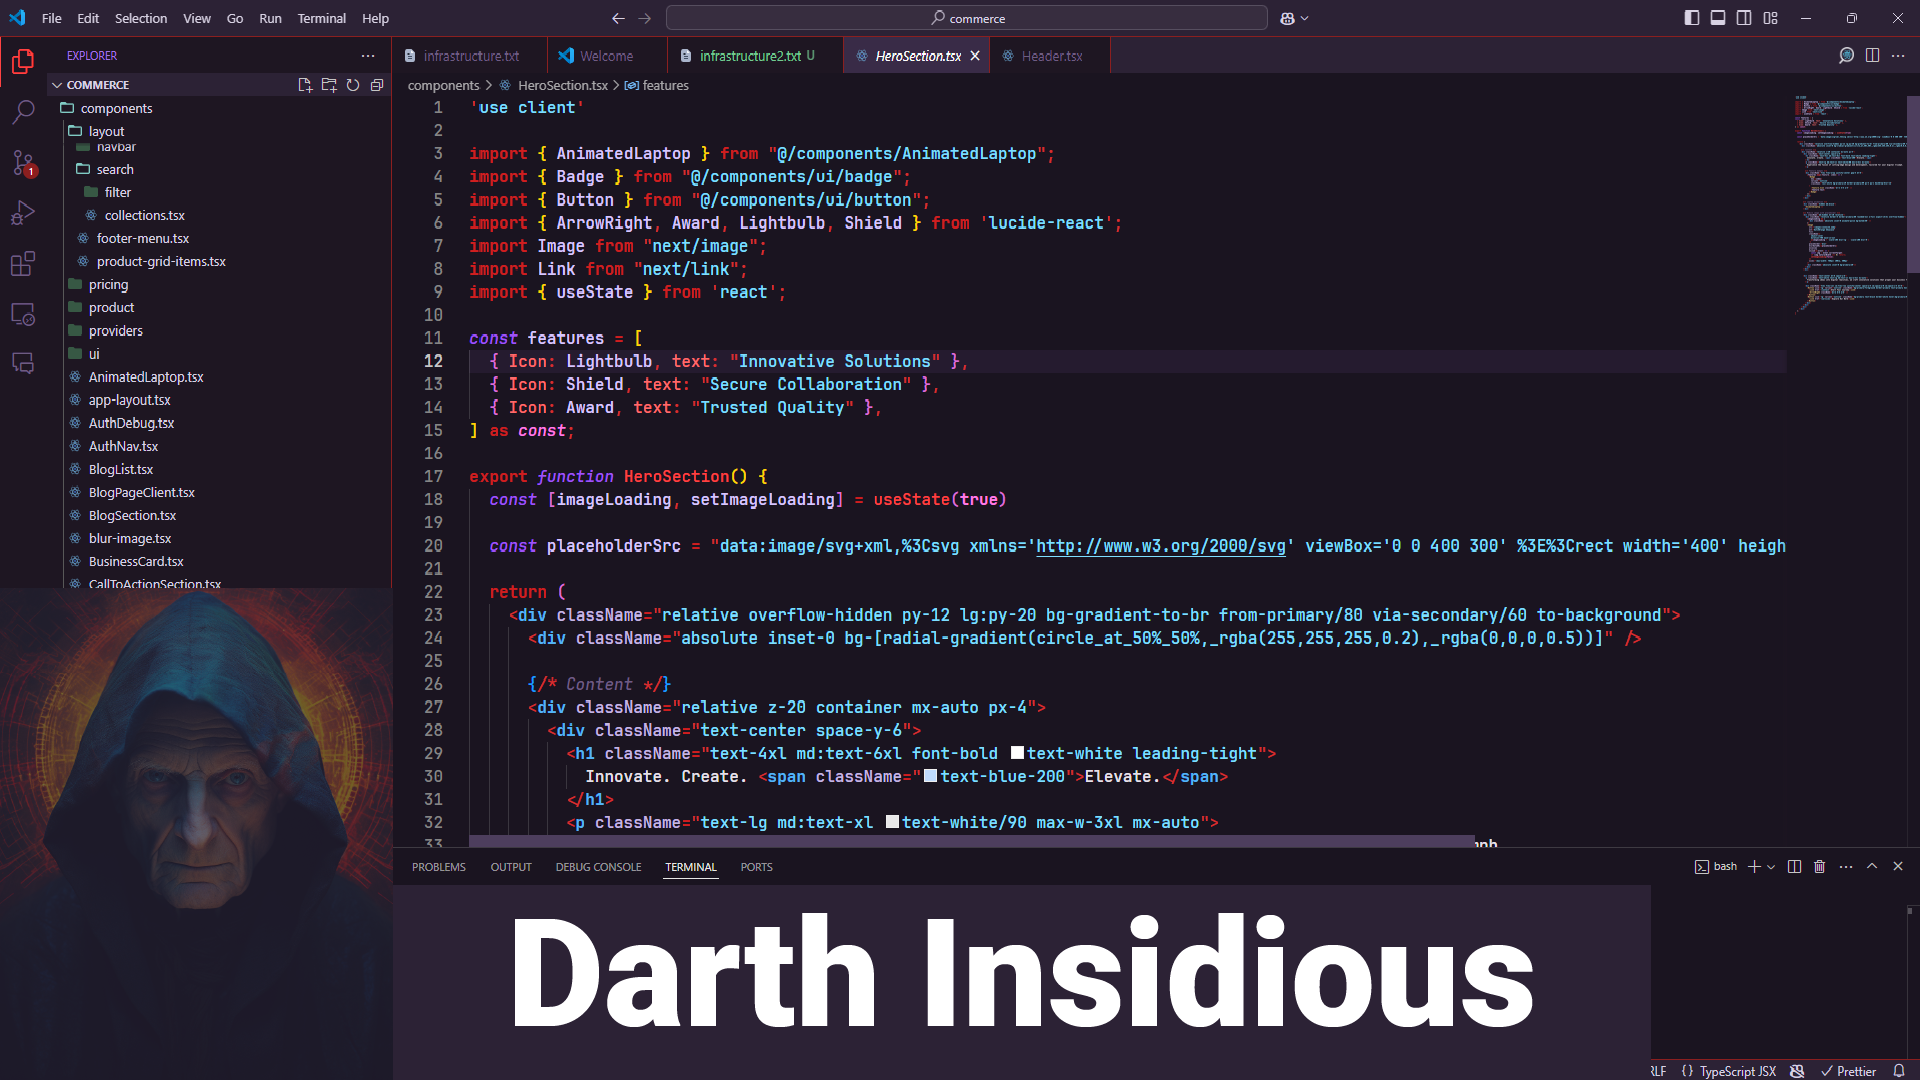 File Edit Selection View Go Run Terminal Help
commerce
EXPLORER
COMMERCE
components
layout
navbar
search
filter
collections.tsx
footer-menu.tsx
product-grid-items.tsx
pricing
product
providers
ui
AnimatedLaptop.tsx
app-layout.tsx
AuthDebug.tsx
AuthNav.tsx
BlogList.tsx
BlogPageClient.tsx
BlogSection.tsx
blur-image.tsx
BusinessCard.tsx
CallToActionSection.tsx
1
infrastructure.txt Welcome infrastructure2.txt U HeroSection.tsx Header.tsx
components > HeroSection.tsx > features
1 'use client'
2
3 import { AnimatedLaptop } from "@/components/AnimatedLaptop";
4 import { Badge } from "@/components/ui/badge";
5 import { Button } from "@/components/ui/button";
6 import { ArrowRight, Award, Lightbulb, Shield } from 'lucide-react';
7 import Image from "next/image";
8 import Link from "next/link";
9 import { useState } from 'react';
10
11 const features = [
12 { Icon: Lightbulb, text: "Innovative Solutions" },
13 { Icon: Shield, text: "Secure Collaboration" },
14 { Icon: Award, text: "Trusted Quality" },
15 ] as const;
16
17 export function HeroSection() {
18 const [imageLoading, setImageLoading] = useState(true)
19
20 const placeholderSrc = "data:image/svg+xml,%3Csvg xmlns='http://www.w3.org/2000/svg' viewBox='0 0 400 300' %3E%3Crect width='400' heigh
21
22 return (
23 <div className="relative overflow-hidden py-12 lg:py-20 bg-gradient-to-br from-primary/80 via-secondary/60 to-background">
24 <div className="absolute inset-0 bg-[radial-gradient(circle_at_50%_50%,_rgba(255,255,255,0.2),_rgba(0,0,0,0.5))]" />
25
26 {/* Content */}
27 <div className="relative z-20 container mx-auto px-4">
28 <div className="text-center space-y-6">
29 <h1 className="text-4xl md:text-6xl font-bold text-white leading-tight">
30 Innovate. Create. <span className="text-blue-200">Elevate.</span>
31 </h1>
32 <p className="text-lg md:text-xl text-white/90 max-w-3xl mx-auto">
33
PROBLEMS OUTPUT DEBUG CONSOLE TERMINAL PORTS
bash
Darth Insidious
{ } TypeScript JSX Prettier